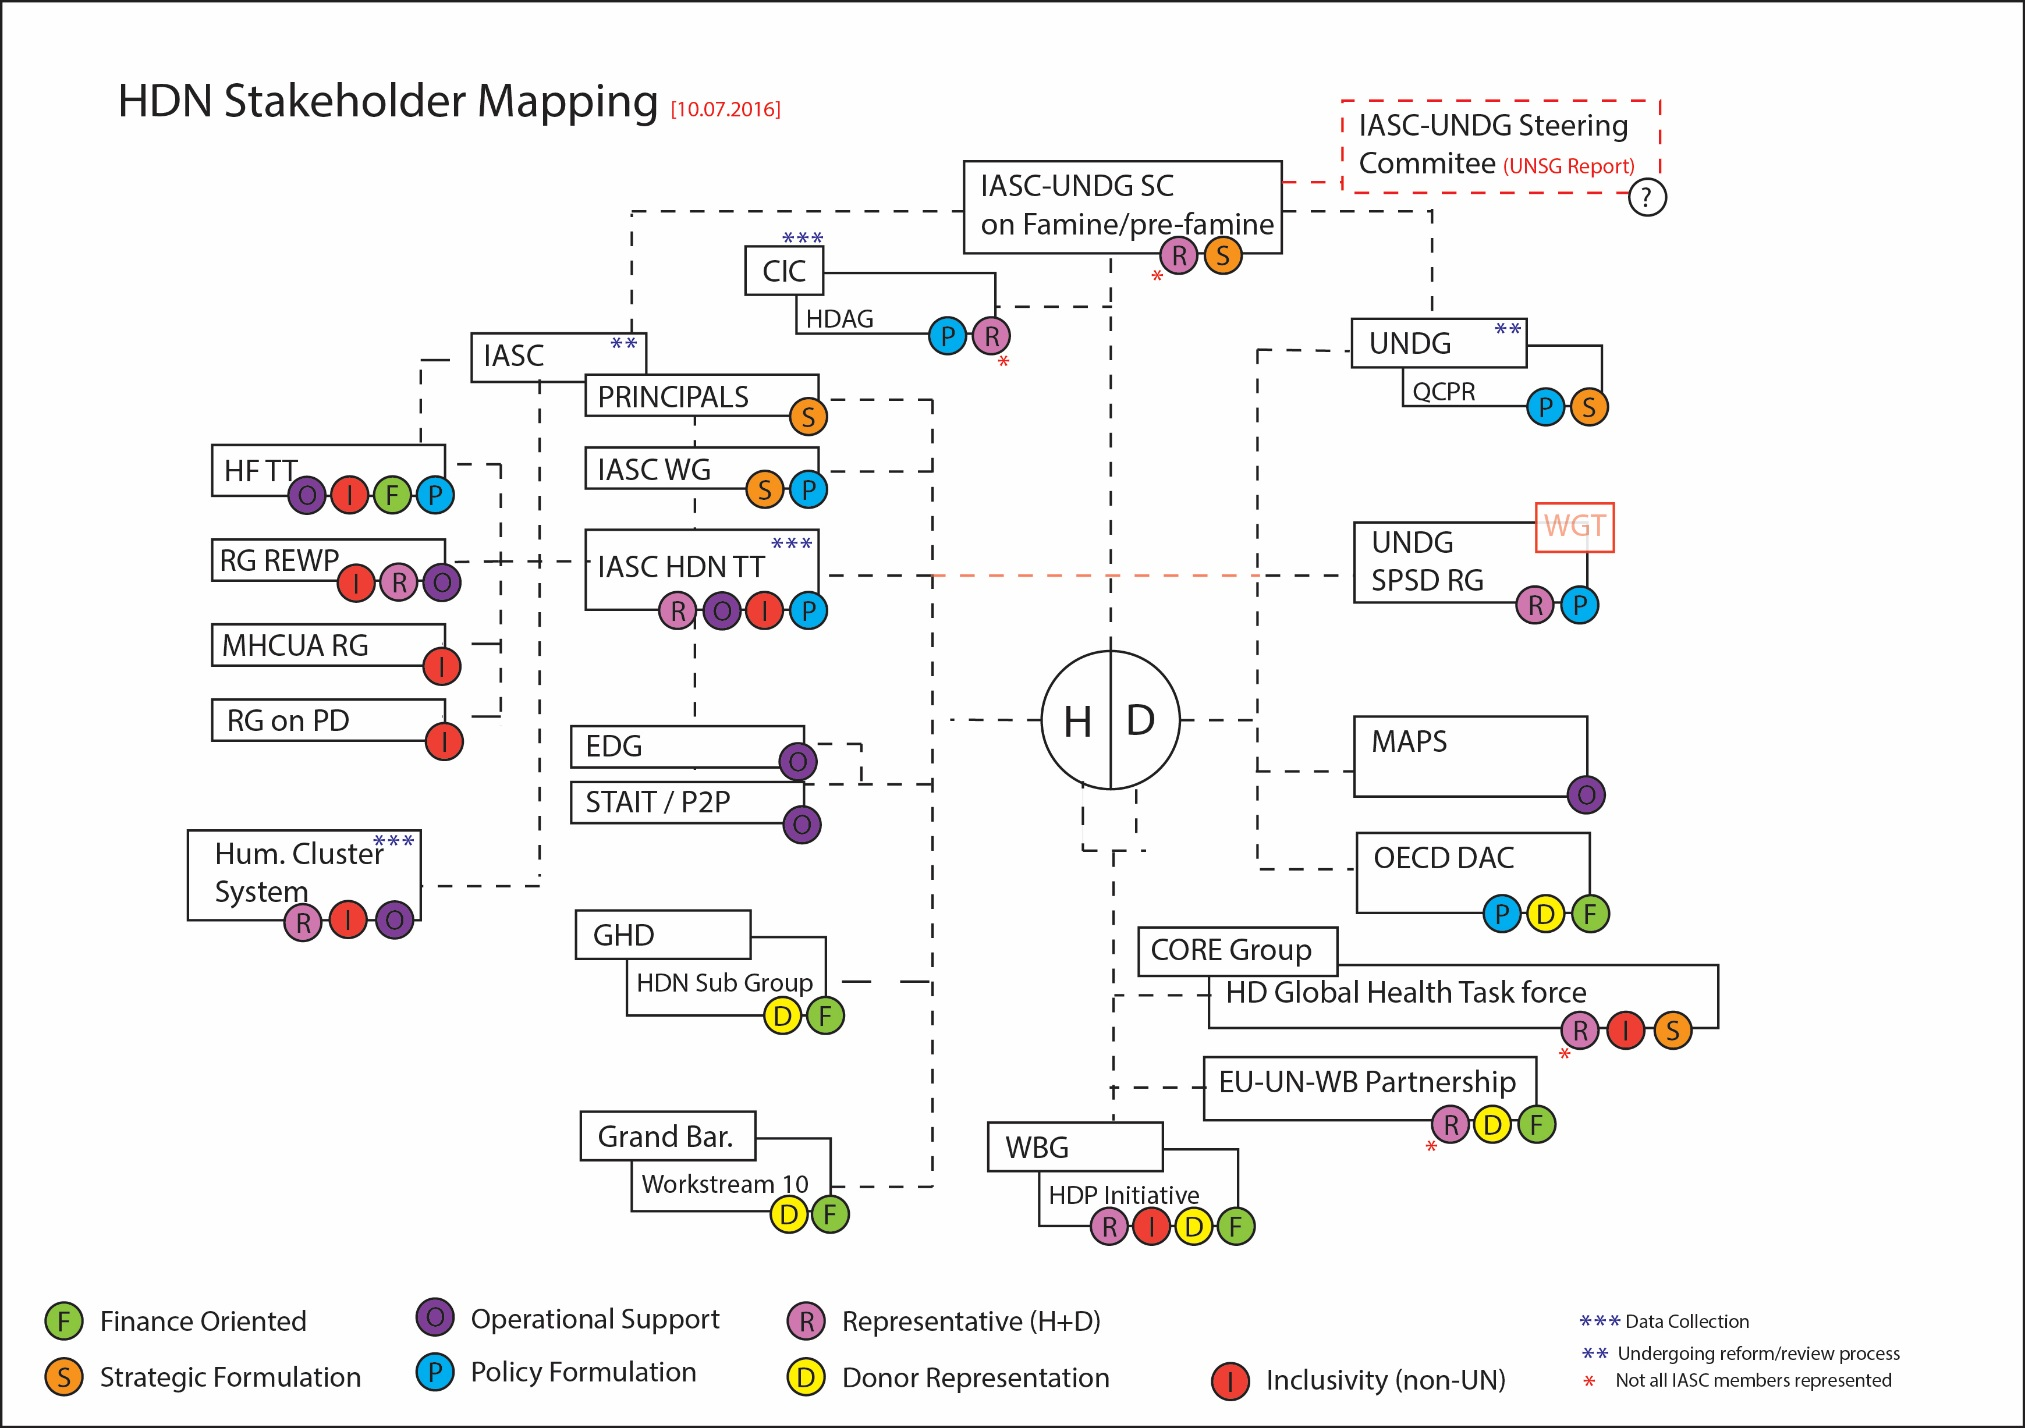 HDN Stakeholder Mapping [10.07.2016]
IASC-UNDG Steering
Commitee (UNSG Report)
?
IASC-UNDG SC
on Famine/pre-famine
R S
*
***
CIC
HDAG
P R
*
IASC **
UNDG **
QCPR
P S
PRINCIPALS
S
HF TT
O I F P
IASC WG
S P
WGT
UNDG
SPSD RG
R P
RG REWP
I R O
***
IASC HDN TT
R O I P
MHCUA RG
I
RG on PD
I
H D
EDG
O
STAIT / P2P
O
MAPS
O
***
Hum. Cluster
System
R I O
OECD DAC
P D F
GHD
HDN Sub Group
D F
CORE Group
HD Global Health Task force
R I S
*
EU-UN-WB Partnership
R D F
*
Grand Bar.
Workstream 10
D F
WBG
HDP Initiative
R I D F
F Finance Oriented
O Operational Support
R Representative (H+D)
*** Data Collection
S Strategic Formulation
P Policy Formulation
D Donor Representation
I Inclusivity (non-UN)
** Undergoing reform/review process
* Not all IASC members represented